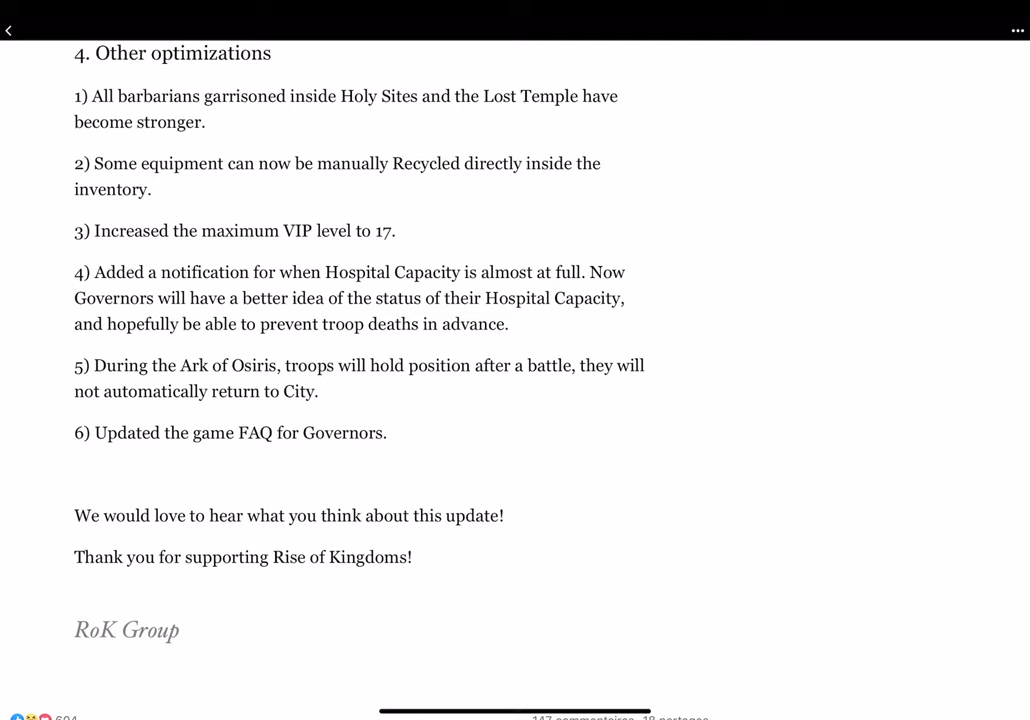 4. Other optimizations
1) All barbarians garrisoned inside Holy Sites and the Lost Temple have
become stronger.
2) Some equipment can now be manually Recycled directly inside the
inventory.
3) Increased the maximum VIP level to 17.
4) Added a notification for when Hospital Capacity is almost at full. Now
Governors will have a better idea of the status of their Hospital Capacity,
and hopefully be able to prevent troop deaths in advance.
5) During the Ark of Osiris, troops will hold position after a battle, they will
not automatically return to City.
6) Updated the game FAQ for Governors.
We would love to hear what you think about this update!
Thank you for supporting Rise of Kingdoms!
RoK Group
147 commentaires 18 partages